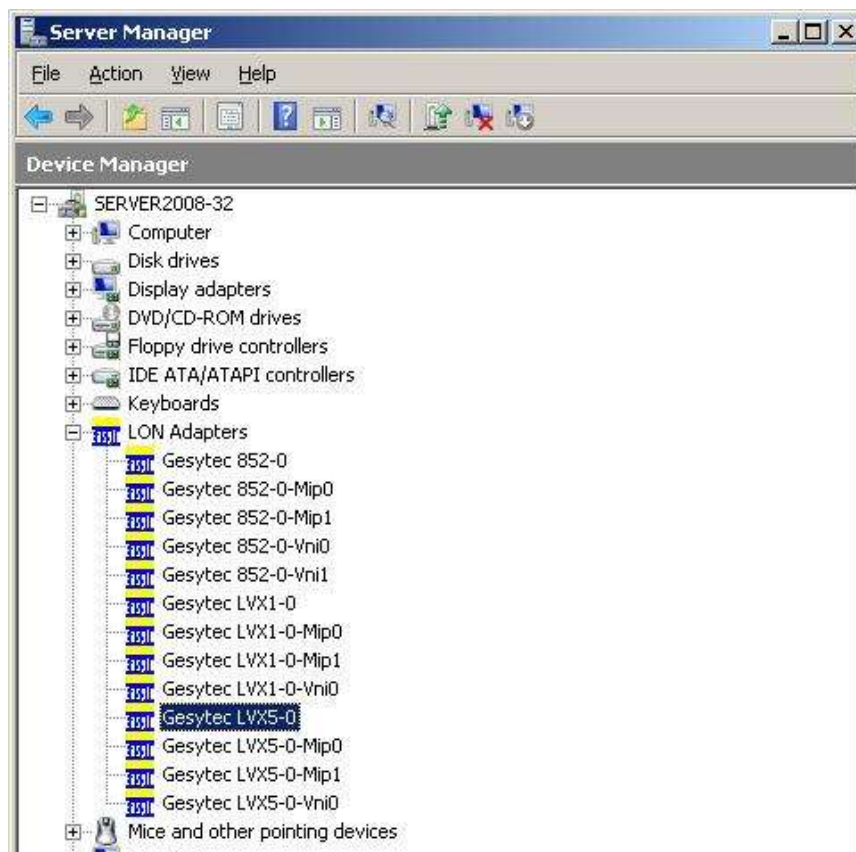 Server Manager
File Action View Help
Device Manager
SERVER2008-32
Computer
Disk drives
Display adapters
DVD/CD-ROM drives
Floppy drive controllers
IDE ATA/ATAPI controllers
Keyboards
LON Adapters
Gesytec 852-0
Gesytec 852-0-Mip0
Gesytec 852-0-Mip1
Gesytec 852-0-Vni0
Gesytec 852-0-Vni1
Gesytec LVX1-0
Gesytec LVX1-0-Mip0
Gesytec LVX1-0-Mip1
Gesytec LVX1-0-Vni0
Gesytec LVX5-0
Gesytec LVX5-0-Mip0
Gesytec LVX5-0-Mip1
Gesytec LVX5-0-Vni0
Mice and other pointing devices